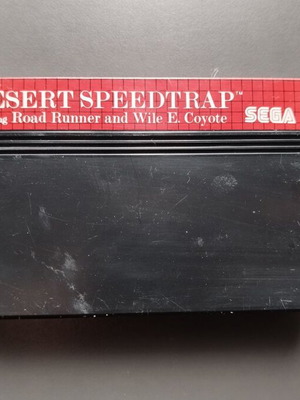 ESERT SPEEDTRAP™
g Road Runner and Wile E. Coyote
SEGA